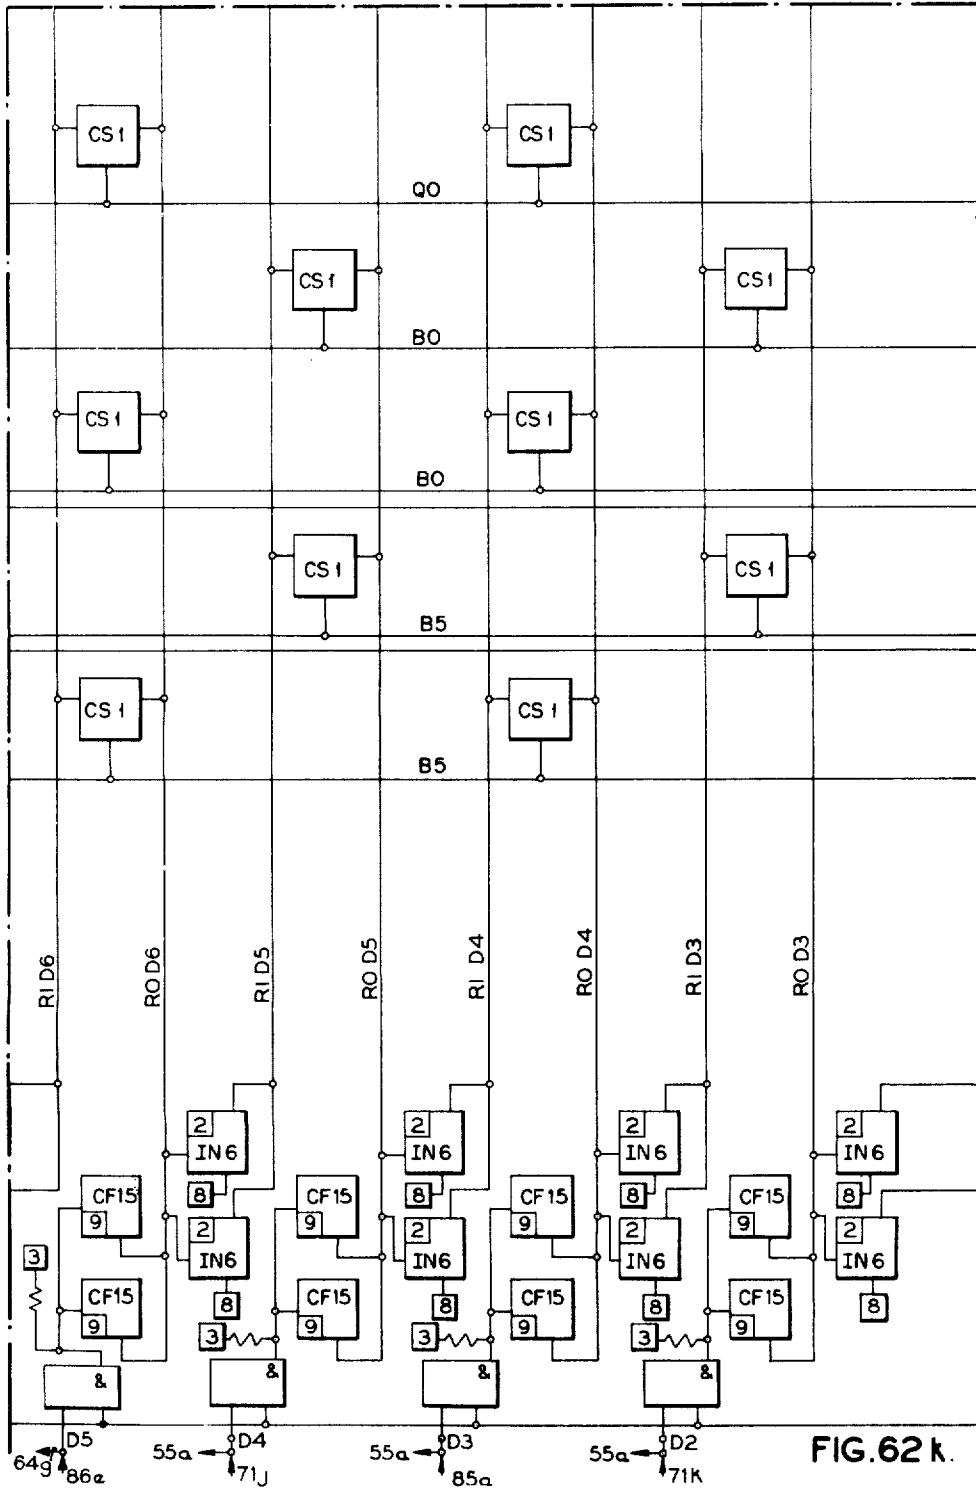 CS1 CS1
Q0
CS1 CS1
B0
CS1 CS1
B0
CS1 CS1
B5
CS1 CS1
B5
RI D6 RO D6 RI D5 RO D5 RI D4 RO D4 RI D3 RO D3
2 2 2 2
IN6 IN6 IN6 IN6
CF15 8 CF15 8 CF15 8 CF15 8
9 2 9 2 9 2 9 2
3 IN6 IN6 IN6 IN6
CF15 8 CF15 8 CF15 8 CF15 8
9 3 9 3 9 3 9
& & & &
D5 D4 D3 D2
64g 55a 55a 55a
86e 71J 85a 71K
FIG.62 k.